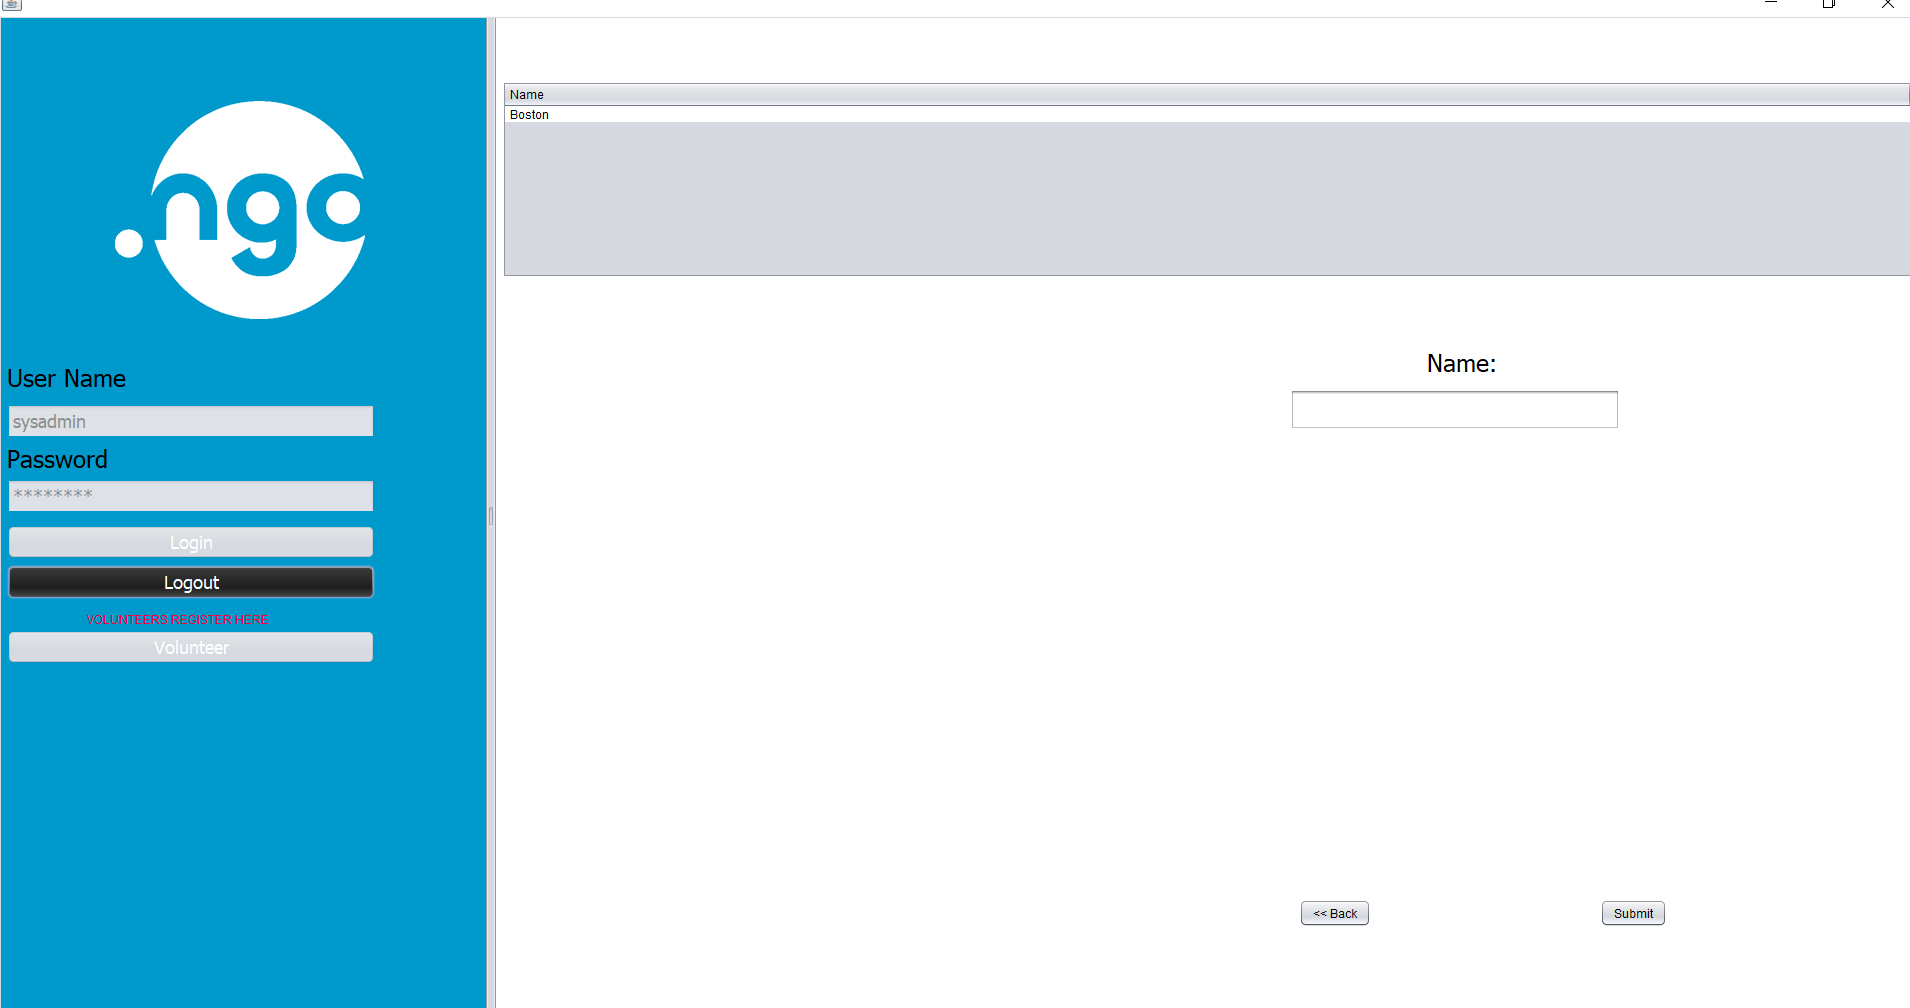 .ngo
User Name
sysadmin
Password
********
Login
Logout
VOLUNTEERS REGISTER HERE
Volunteer
Name
Boston
Name:
<< Back
Submit